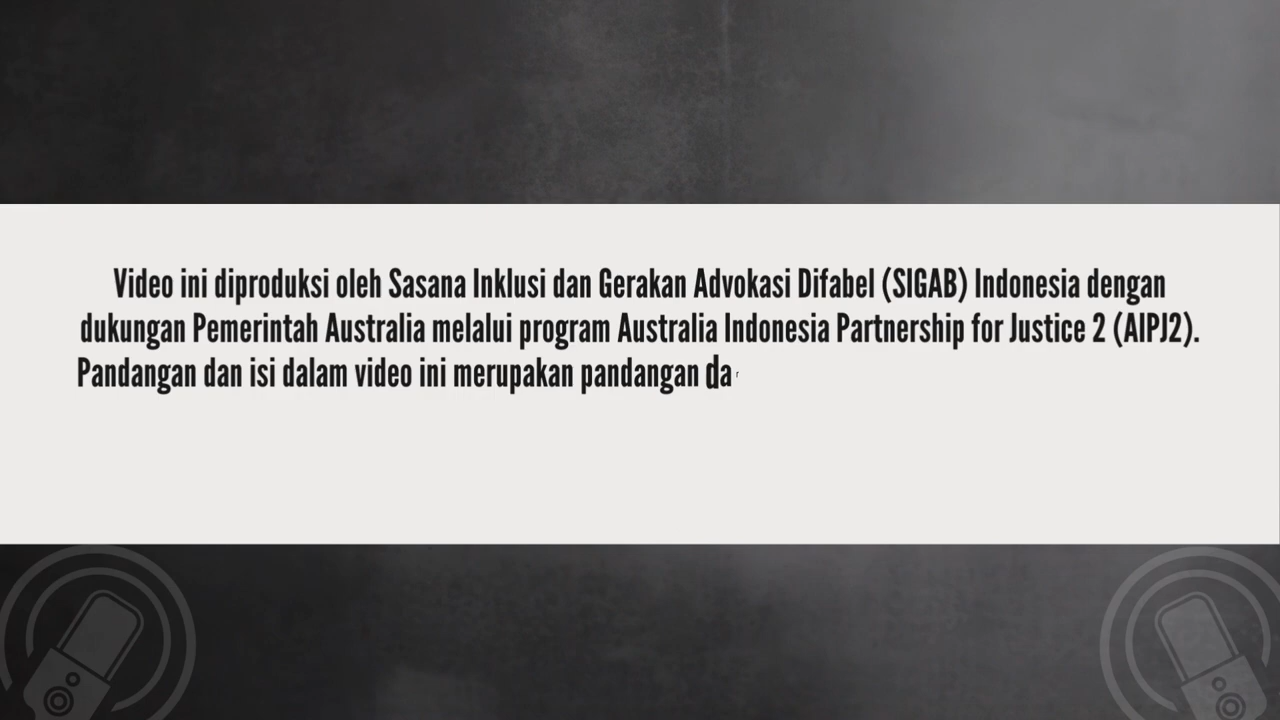 Video ini diproduksi oleh Sasana Inklusi dan Gerakan Advokasi Difabel (SIGAB) Indonesia dengan
dukungan Pemerintah Australia melalui program Australia Indonesia Partnership for Justice 2 (AIPJ2).
Pandangan dan isi dalam video ini merupakan pandangan da